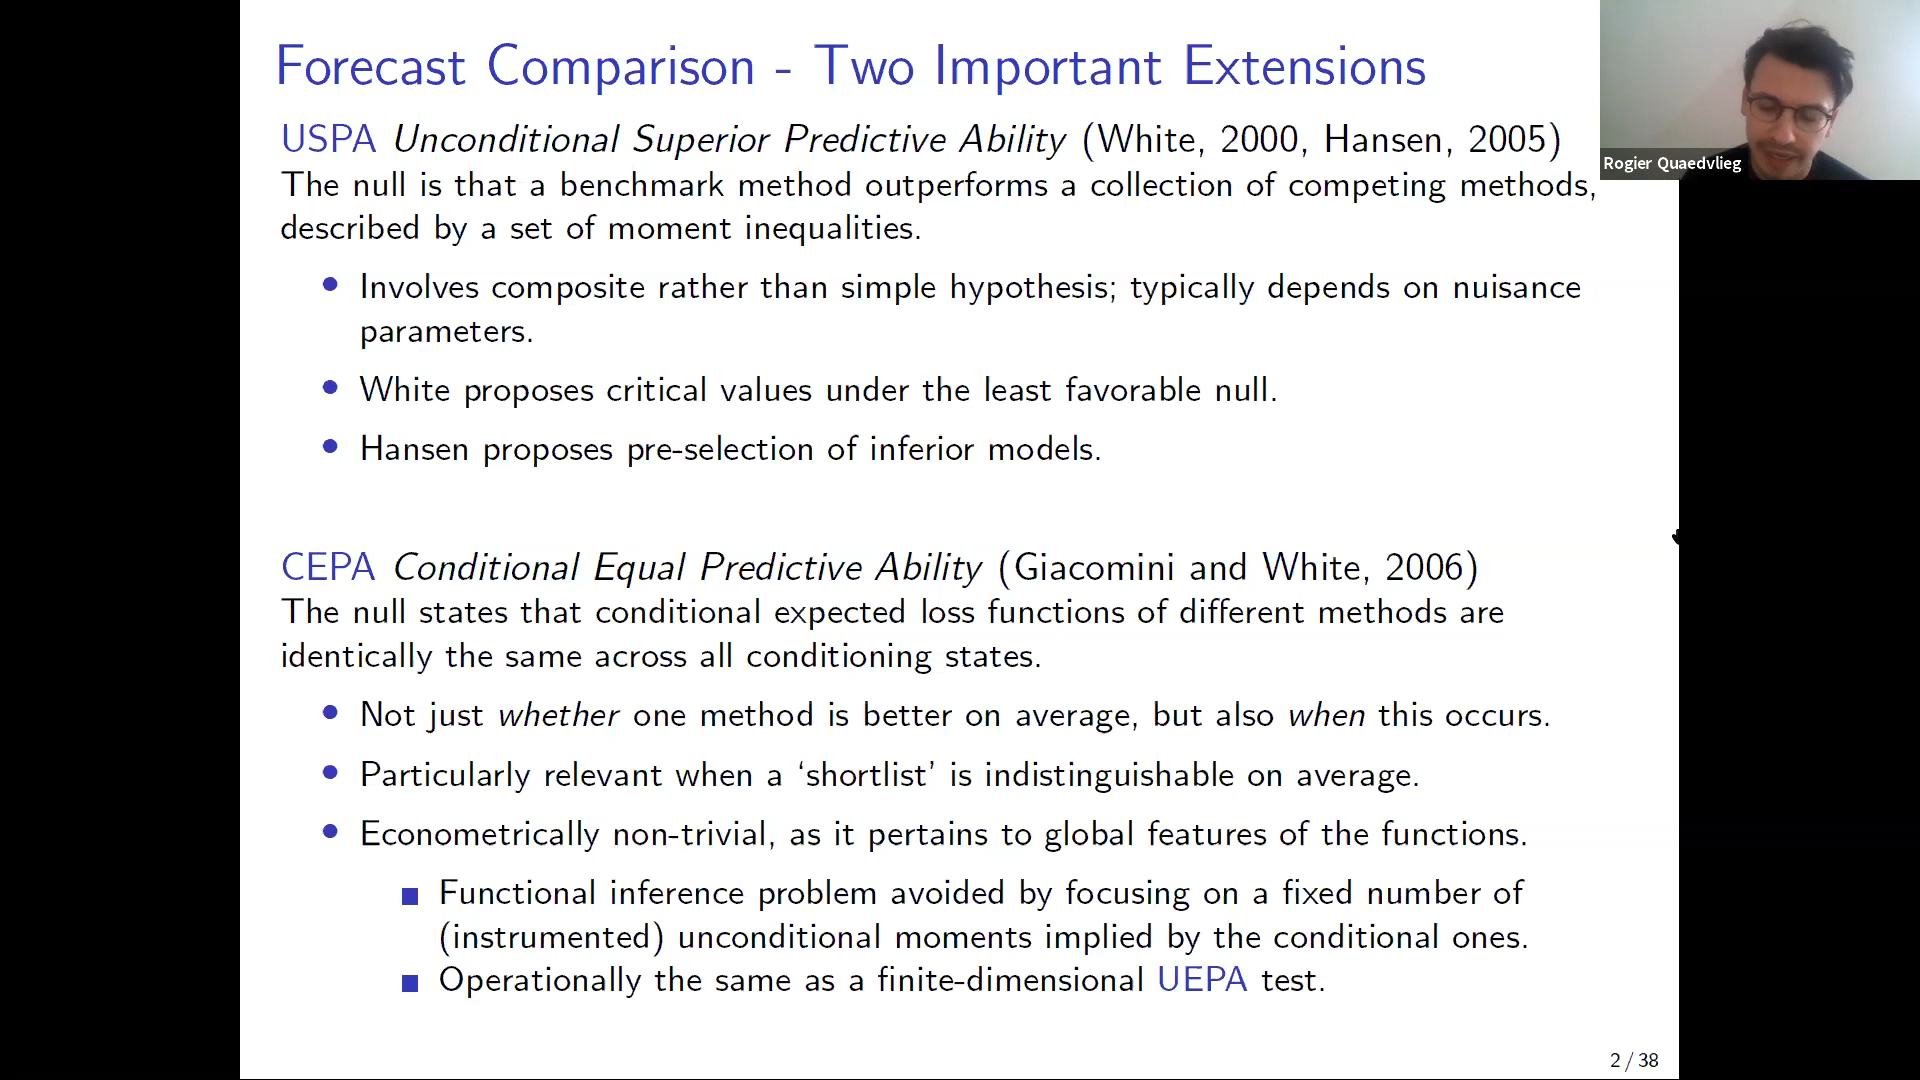 Forecast Comparison - Two Important Extensions
USPA Unconditional Superior Predictive Ability (White, 2000, Hansen, 2005)
Rogier Quaedvlieg
The null is that a benchmark method outperforms a collection of competing methods,
described by a set of moment inequalities.
• Involves composite rather than simple hypothesis; typically depends on nuisance
parameters.
• White proposes critical values under the least favorable null.
• Hansen proposes pre-selection of inferior models.
CEPA Conditional Equal Predictive Ability (Giacomini and White, 2006)
The null states that conditional expected loss functions of different methods are
identically the same across all conditioning states.
• Not just whether one method is better on average, but also when this occurs.
• Particularly relevant when a ‘shortlist’ is indistinguishable on average.
• Econometrically non-trivial, as it pertains to global features of the functions.
■ Functional inference problem avoided by focusing on a fixed number of
(instrumented) unconditional moments implied by the conditional ones.
■ Operationally the same as a finite-dimensional UEPA test.
2 / 38